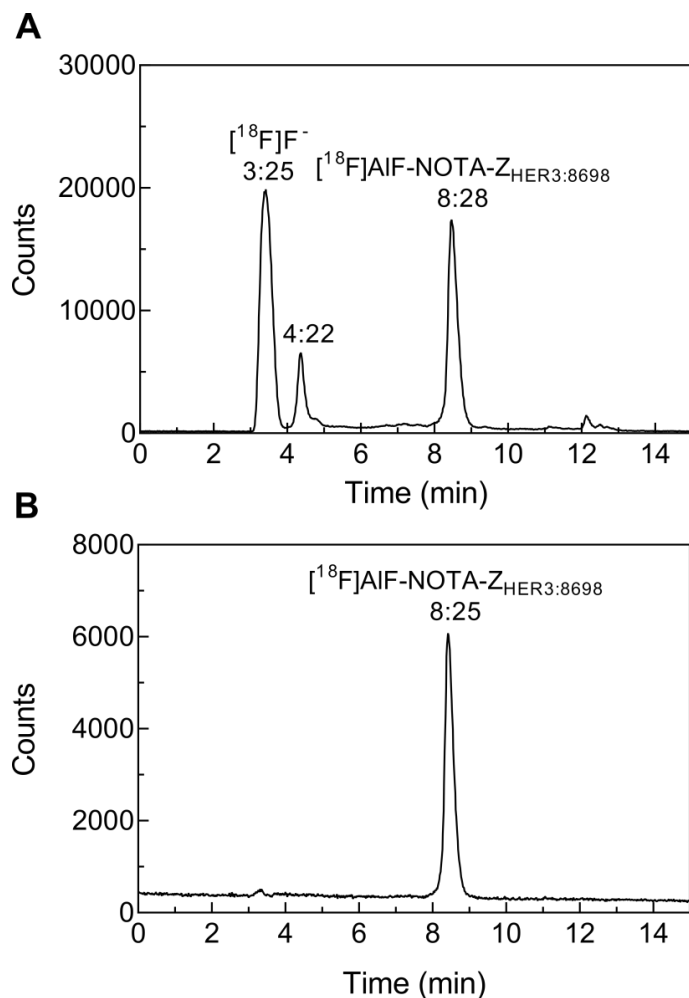 A
30000
20000
10000
0
Counts
[¹⁸F]F⁻
3:25
4:22
[¹⁸F]AlF-NOTA-Z_HER3:8698
8:28
0 2 4 6 8 10 12 14
Time (min)
B
8000
6000
4000
2000
0
Counts
[¹⁸F]AlF-NOTA-Z_HER3:8698
8:25
0 2 4 6 8 10 12 14
Time (min)